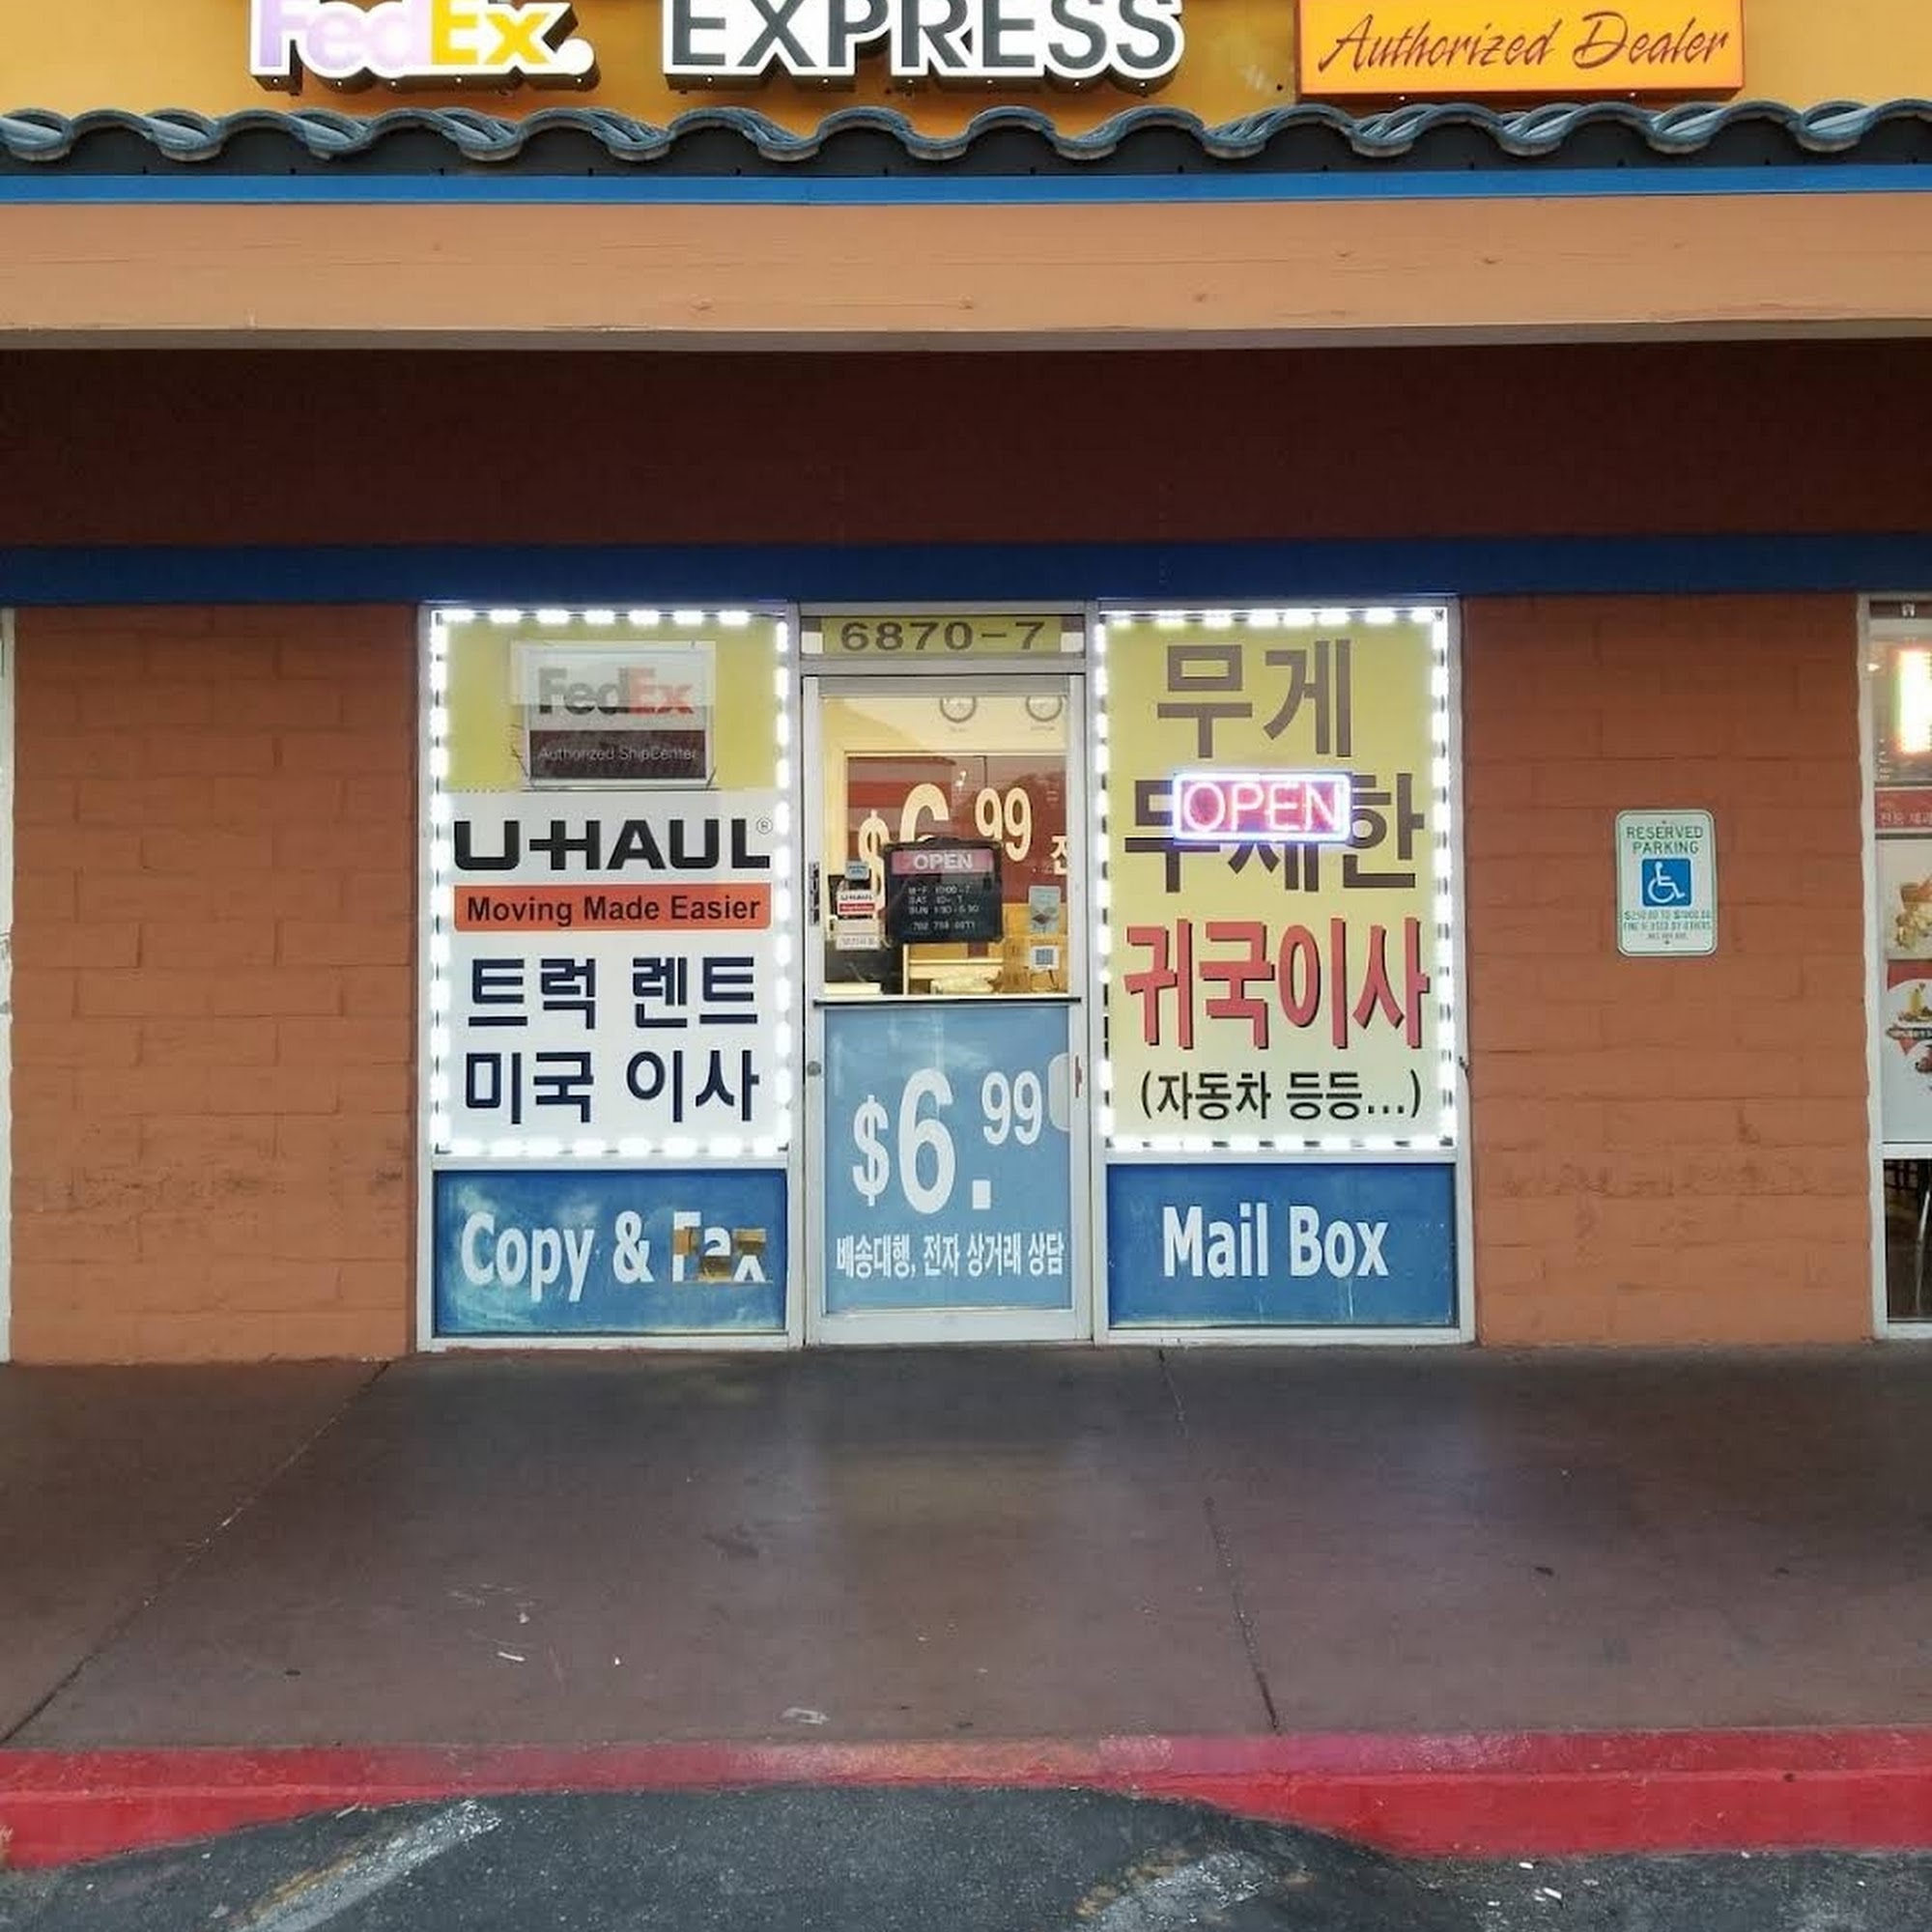 FedEx. EXPRESS
Authorized Dealer
6870-7
FedEx
Authorized ShipCenter
U-HAUL®
Moving Made Easier
트럭 렌트
미국 이사
Copy & Fax
$6.99
OPEN
U-HAUL
$6.99
배송대행, 전자 상거래 상담
무게
무제한
OPEN
귀국이사
(자동차 등등...)
Mail Box
RESERVED
PARKING